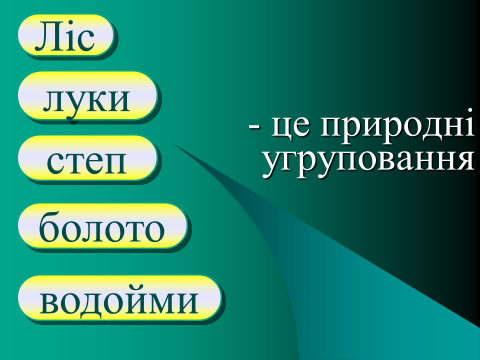 Ліс
луки
степ
болото
водойми
- це природні
угруповання